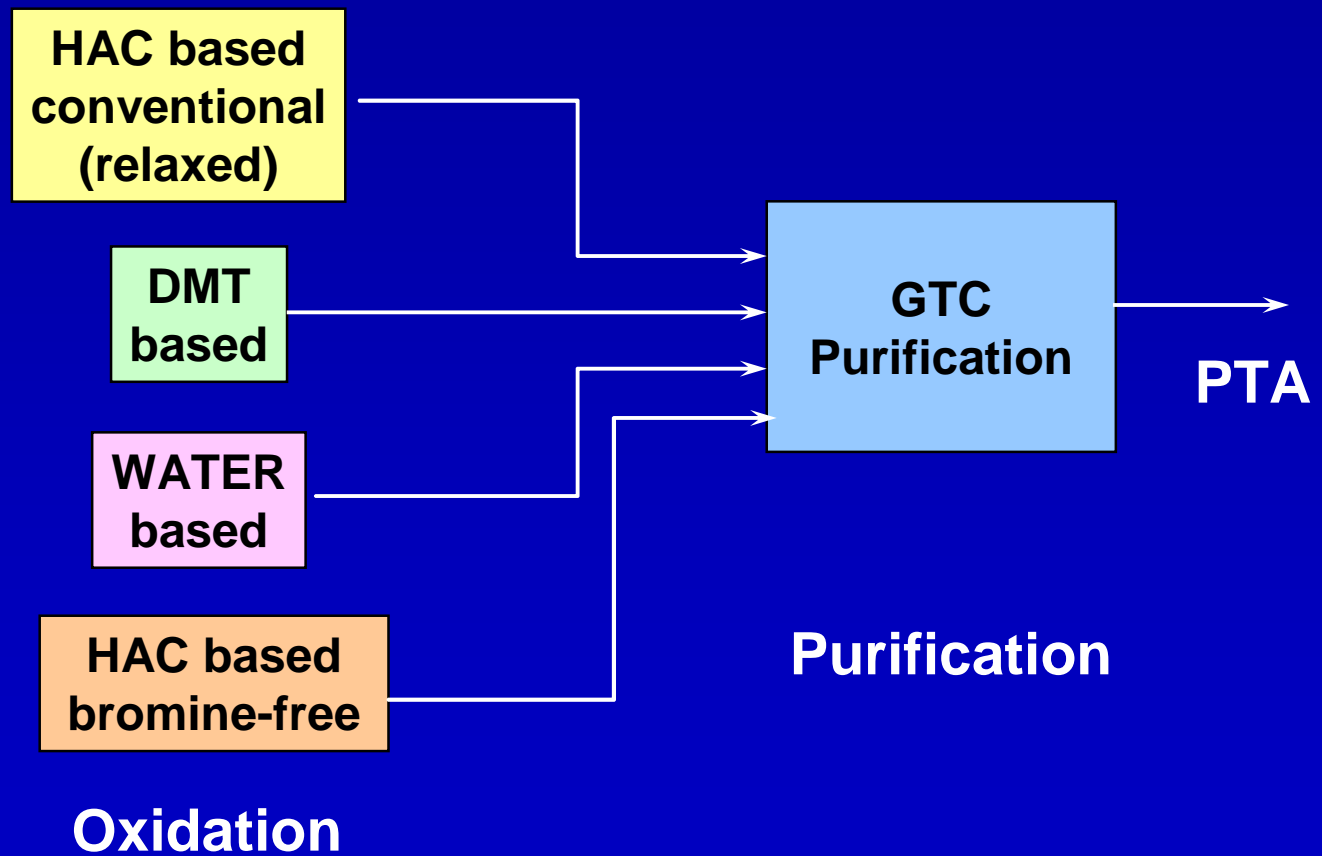 HAC based
conventional
(relaxed)
DMT
based
WATER
based
HAC based
bromine-free
Oxidation
GTC
Purification
PTA
Purification